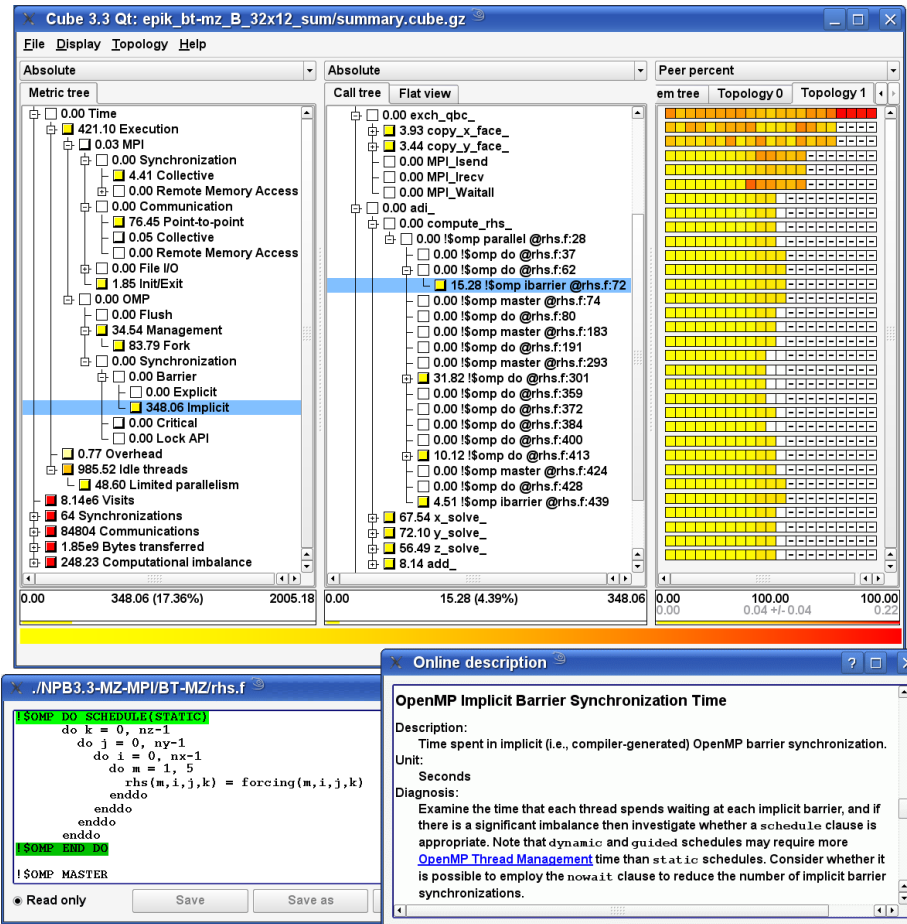 Cube 3.3 Qt: epik_bt-mz_B_32x12_sum/summary.cube.gz
File Display Topology Help
Absolute
Metric tree
0.00 Time
421.10 Execution
0.03 MPI
0.00 Synchronization
4.41 Collective
0.00 Remote Memory Access
0.00 Communication
76.45 Point-to-point
0.05 Collective
0.00 Remote Memory Access
0.00 File I/O
1.85 Init/Exit
0.00 OMP
0.00 Flush
34.54 Management
83.79 Fork
0.00 Synchronization
0.00 Barrier
0.00 Explicit
348.06 Implicit
0.00 Critical
0.00 Lock API
0.77 Overhead
985.52 Idle threads
48.60 Limited parallelism
8.14e6 Visits
64 Synchronizations
84804 Communications
1.85e9 Bytes transferred
248.23 Computational imbalance
0.00 348.06 (17.36%) 2005.18
Absolute
Call tree Flat view
0.00 exch_qbc_
3.93 copy_x_face_
3.44 copy_y_face_
0.00 MPI_Isend
0.00 MPI_Irecv
0.00 MPI_Waitall
0.00 adi_
0.00 compute_rhs_
0.00 !$omp parallel @rhs.f:28
0.00 !$omp do @rhs.f:37
0.00 !$omp do @rhs.f:62
15.28 !$omp ibarrier @rhs.f:72
0.00 !$omp master @rhs.f:74
0.00 !$omp do @rhs.f:80
0.00 !$omp master @rhs.f:183
0.00 !$omp do @rhs.f:191
0.00 !$omp master @rhs.f:293
31.82 !$omp do @rhs.f:301
0.00 !$omp do @rhs.f:359
0.00 !$omp do @rhs.f:372
0.00 !$omp do @rhs.f:384
0.00 !$omp do @rhs.f:400
10.12 !$omp do @rhs.f:413
0.00 !$omp master @rhs.f:424
0.00 !$omp do @rhs.f:428
4.51 !$omp ibarrier @rhs.f:439
67.54 x_solve_
72.10 y_solve_
56.49 z_solve_
8.14 add_
0.00 15.28 (4.39%) 348.06
Peer percent
em tree Topology 0 Topology 1
0.00 100.00 100.00
0.00 0.04 +/- 0.04 0.22
./NPB3.3-MZ-MPI/BT-MZ/rhs.f
!$OMP DO SCHEDULE(STATIC)
do k = 0, nz-1
do j = 0, ny-1
do i = 0, nx-1
do m = 1, 5
rhs(m,i,j,k) = forcing(m,i,j,k)
enddo
enddo
enddo
enddo
!$OMP END DO
!$OMP MASTER
Read only Save Save as
Online description
OpenMP Implicit Barrier Synchronization Time
Description:
Time spent in implicit (i.e., compiler-generated) OpenMP barrier synchronization.
Unit:
Seconds
Diagnosis:
Examine the time that each thread spends waiting at each implicit barrier, and if
there is a significant imbalance then investigate whether a schedule clause is
appropriate. Note that dynamic and guided schedules may require more
OpenMP Thread Management time than static schedules. Consider whether it
is possible to employ the nowait clause to reduce the number of implicit barrier
synchronizations.